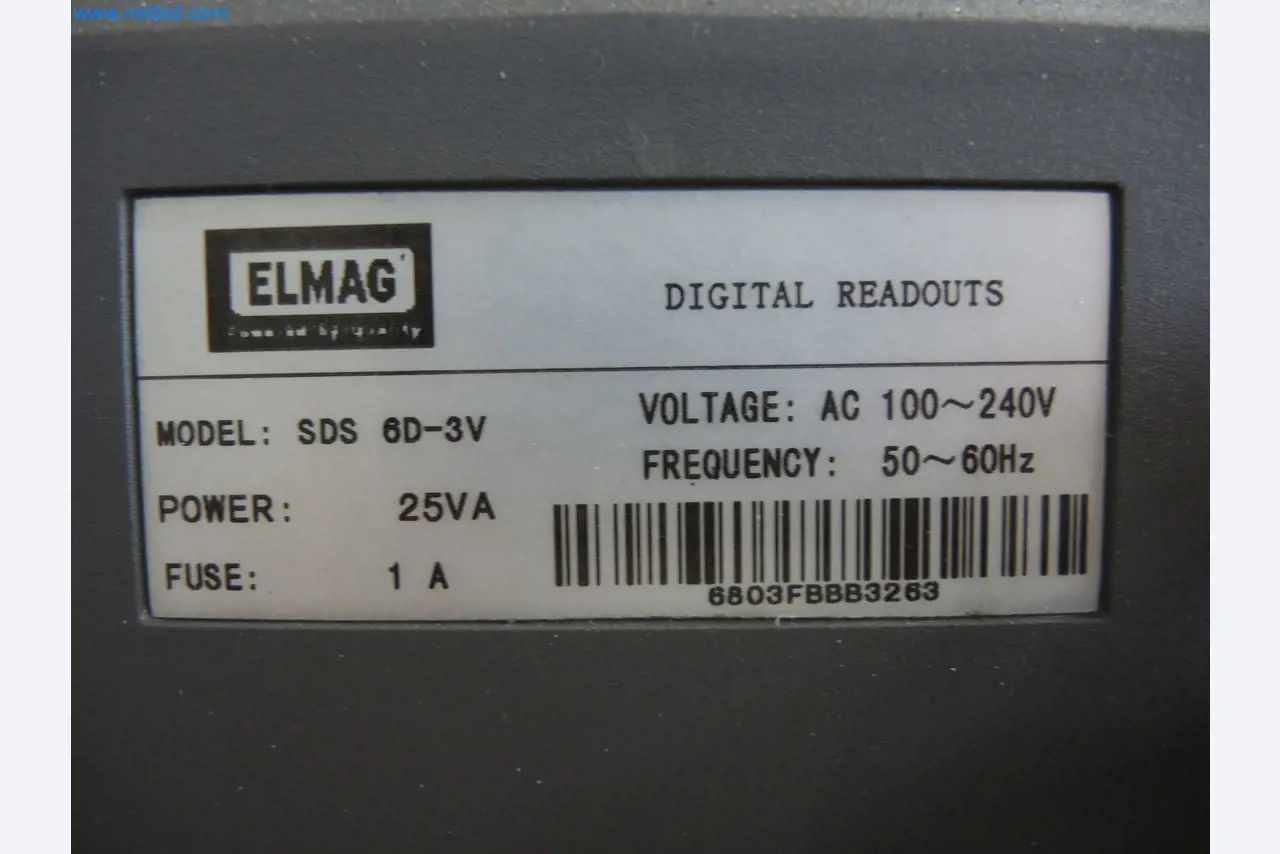 www.netbid.com
ELMAG
DIGITAL READOUTS
MODEL: SDS 6D-3V
POWER: 25VA
FUSE: 1 A
VOLTAGE: AC 100~240V
FREQUENCY: 50~60Hz
6803FBBB3263